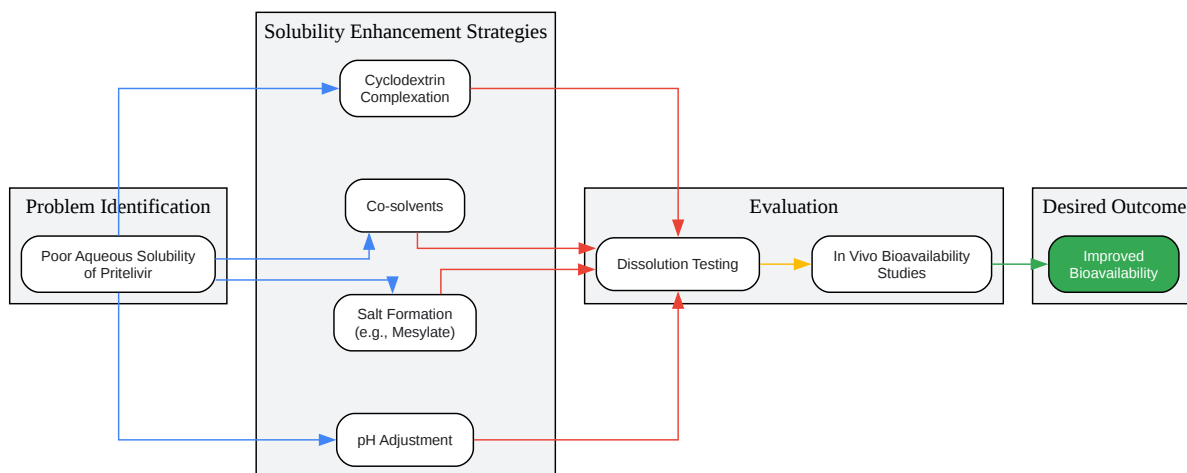 Solubility Enhancement Strategies
Cyclodextrin
Complexation
Problem Identification
Poor Aqueous Solubility
of Pritelivir
Co-solvents
Salt Formation
(e.g., Mesylate)
pH Adjustment
Evaluation
Dissolution Testing
In Vivo Bioavailability
Studies
Desired Outcome
Improved
Bioavailability